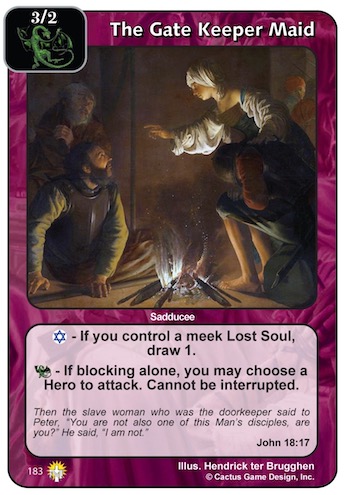 3/2
The Gate Keeper Maid
Sadducee
- If you control a meek Lost Soul,
draw 1.
- If blocking alone, you may choose a
Hero to attack. Cannot be interrupted.
Then the slave woman who was the doorkeeper said to
Peter, "You are not also one of this Man's disciples, are
you?" He said, "I am not."
John 18:17
183
Illus. Hendrick ter Brugghen
© Cactus Game Design, Inc.